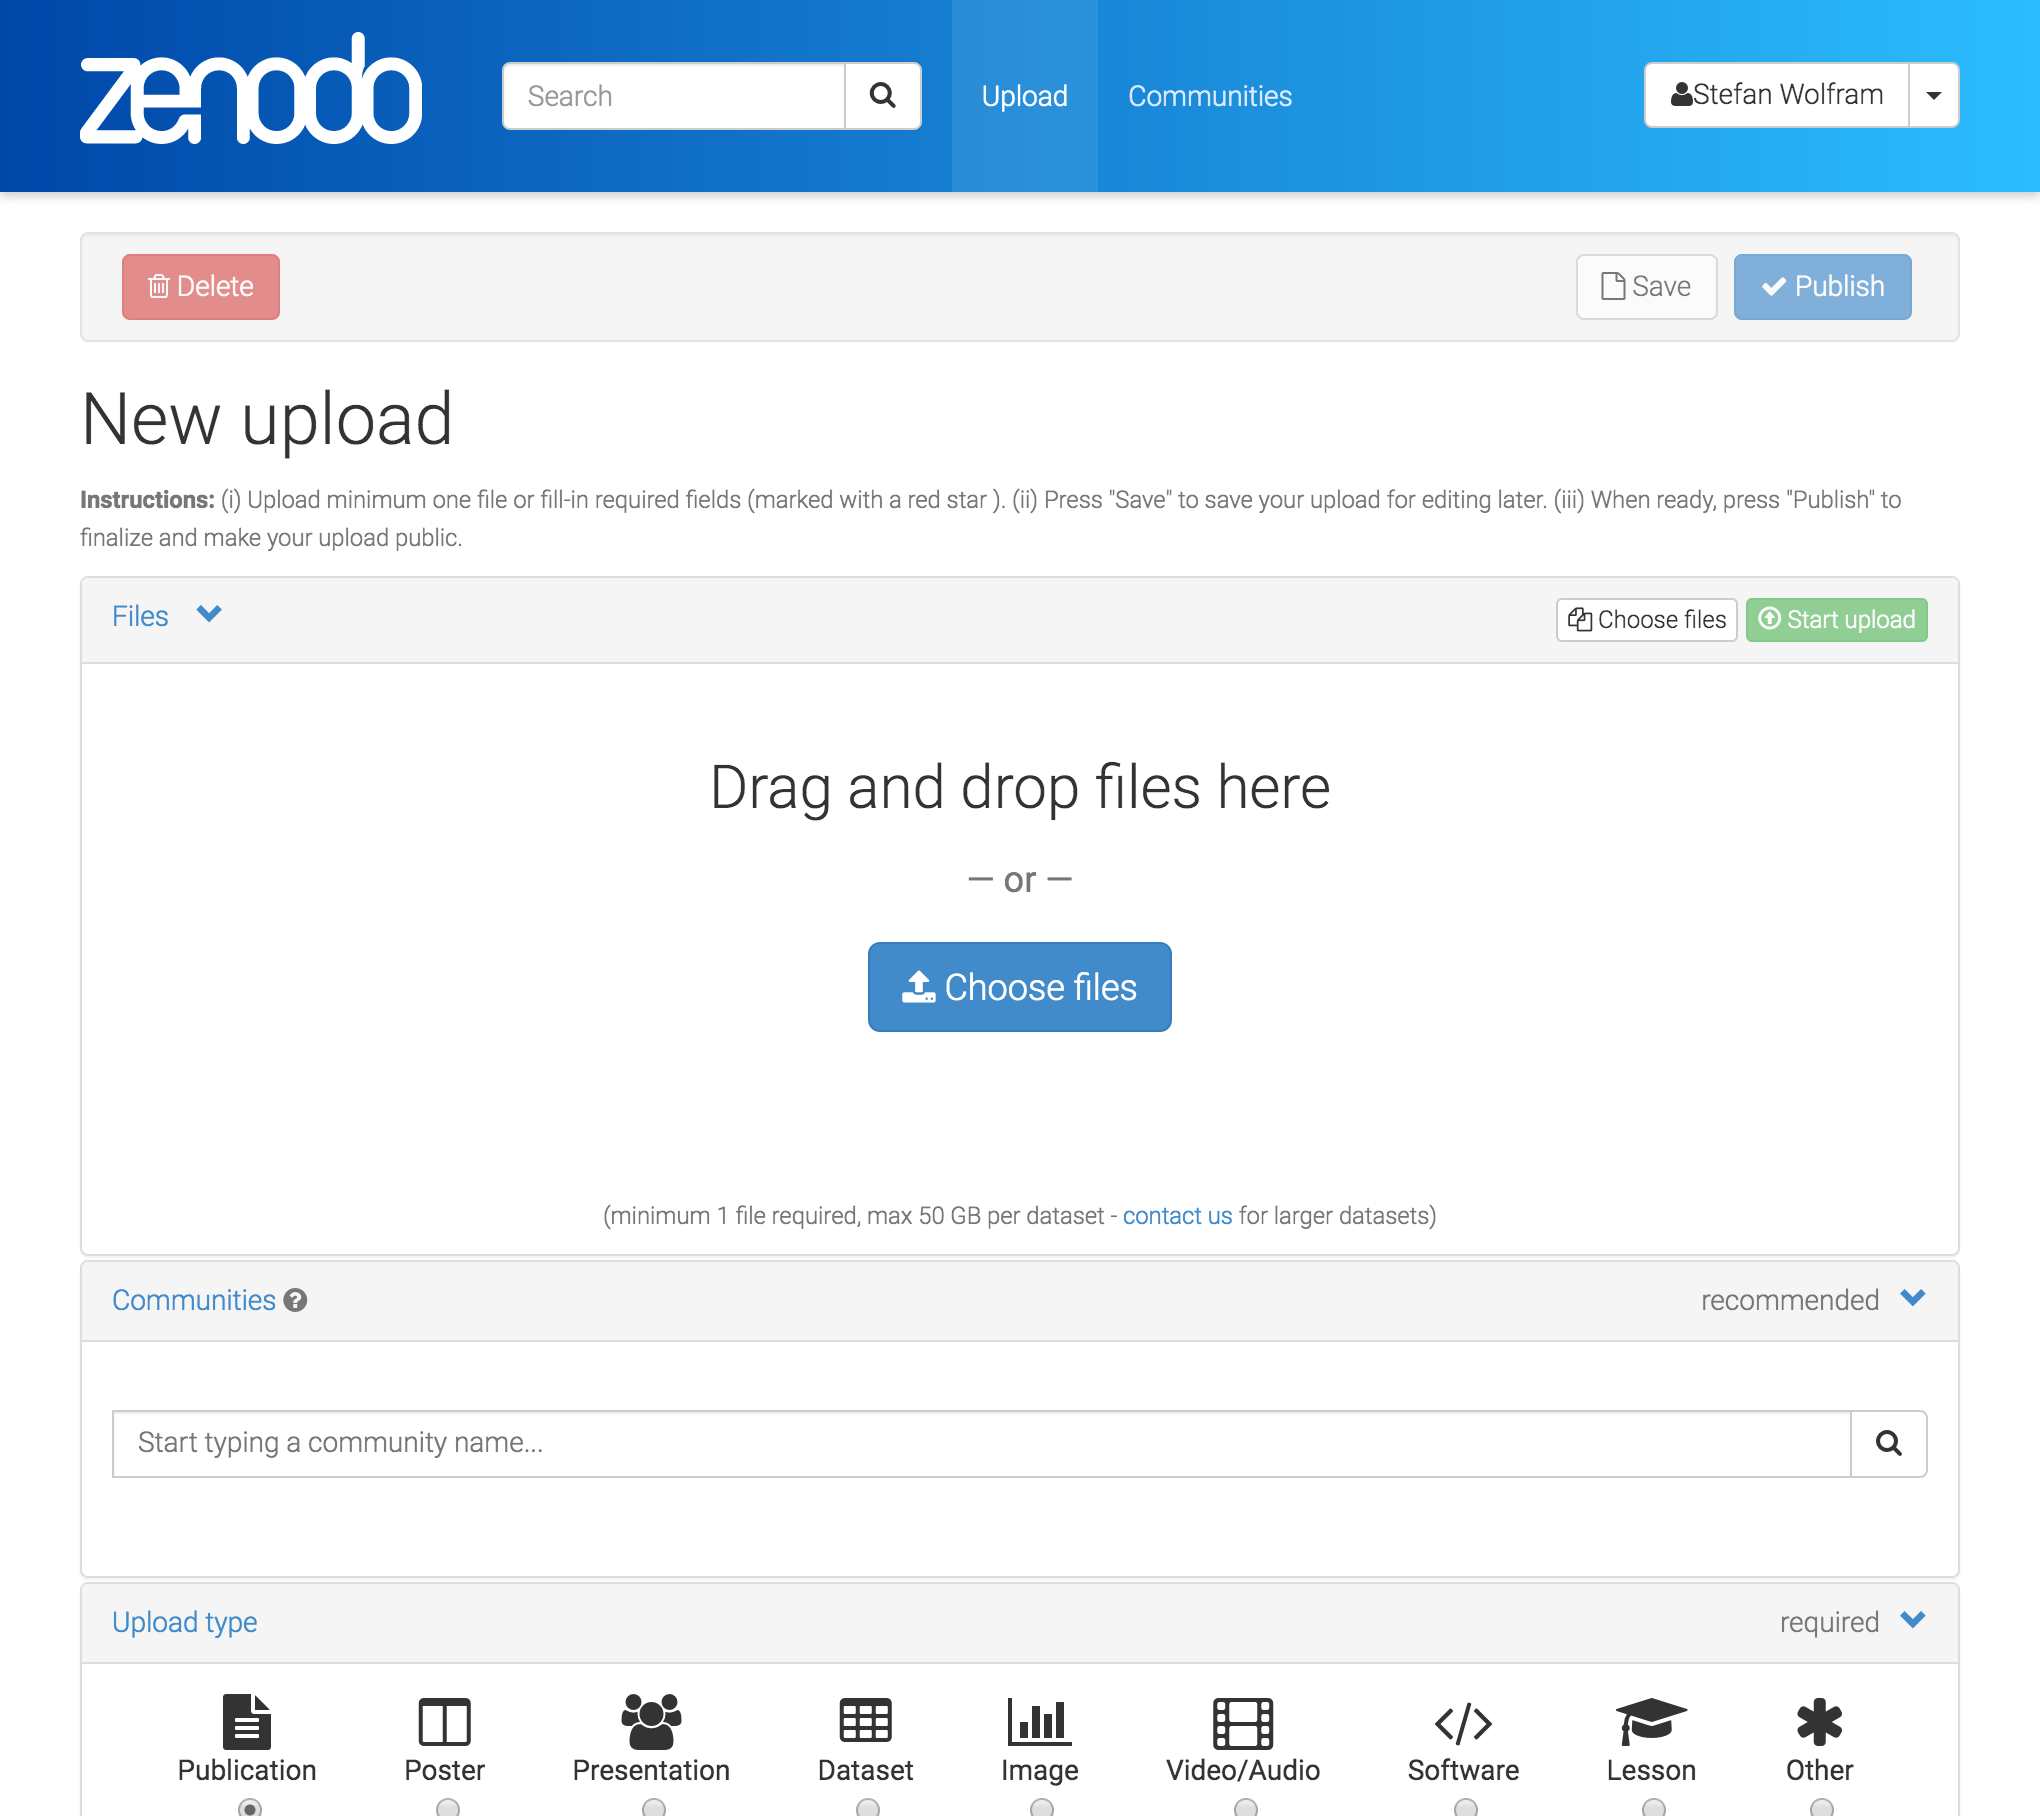 zenodo
Search
Upload
Communities
Stefan Wolfram
Delete
Save
Publish
New upload
Instructions: (i) Upload minimum one file or fill-in required fields (marked with a red star ). (ii) Press "Save" to save your upload for editing later. (iii) When ready, press "Publish" to
finalize and make your upload public.
Files
Choose files
Start upload
Drag and drop files here
— or —
Choose files
(minimum 1 file required, max 50 GB per dataset - contact us for larger datasets)
Communities
recommended
Start typing a community name...
Upload type
required
Publication
Poster
Presentation
Dataset
Image
Video/Audio
Software
Lesson
Other